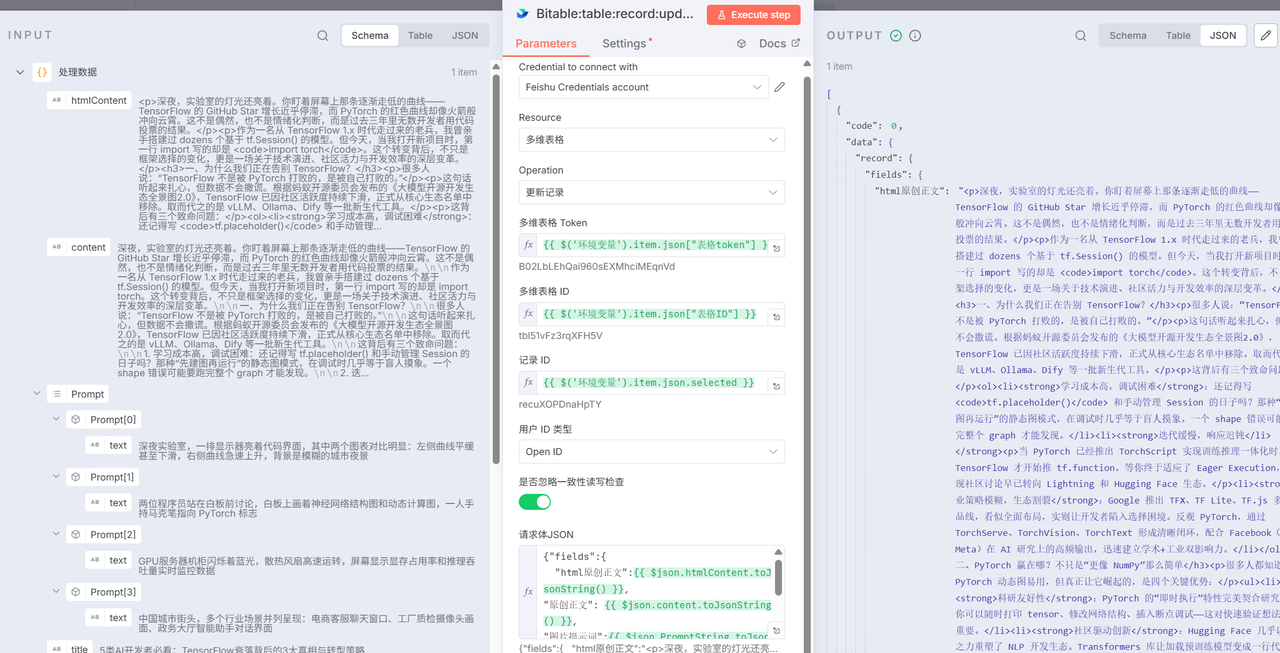 INPUT
Schema
Table
JSON
处理数据
1 item
htmlContent
<p>深夜，实验室的灯光还亮着。你盯着屏幕上那条逐渐走低的曲线——
TensorFlow 的 GitHub Star 增长近乎停滞，而 PyTorch 的红色曲线却像火箭般
冲向云霄。这不是偶然，也不是情绪化判断，而是过去三年里无数开发者用代码
投票的结果。</p><p>作为一名从 TensorFlow 1.x 时代走过来的老兵，我曾亲
手搭建过 dozens 个基于 tf.Session() 的模型。但今天，当我打开新项目时，第
一行 import 写的却是 <code>import torch</code>。这个转变背后，不只是
框架选择的变化，更是一场关于技术演进、社区活力与开发效率的深层变革。
</p><h3>一、为什么我们正在告别 TensorFlow？</h3><p>很多人
说：“TensorFlow 不是被 PyTorch 打败的，是被自己打败的。”</p><p>这句话
听起来扎心，但数据不会撒谎。根据蚂蚁开源委员会发布的《大模型开源开发生
态全景图2.0》，TensorFlow 已因社区活跃度持续下滑，正式从核心生态名单中
移除。取而代之的是 vLLM、Ollama、Dify 等一批新生代工具。</p><p>这背
后有三个致命问题：</p><ol><li><strong>学习成本高，调试困难</strong>：
还记得写 <code>tf.placeholder()</code> 和手动管理...
content
深夜，实验室的灯光还亮着。你盯着屏幕上那条逐渐走低的曲线——TensorFlow 的
GitHub Star 增长近乎停滞，而 PyTorch 的红色曲线却像火箭般冲向云霄。这不是偶
然，也不是情绪化判断，而是过去三年里无数开发者用代码投票的结果。\n\n作为
一名从 TensorFlow 1.x 时代走过来的老兵，我曾亲手搭建过 dozens 个基于
tf.Session() 的模型。但今天，当我打开新项目时，第一行 import 写的却是 import
torch。这个转变背后，不只是框架选择的变化，更是一场关于技术演进、社区活力与
开发效率的深层变革。\n\n一、为什么我们正在告别 TensorFlow？\n\n很多人
说：“TensorFlow 不是被 PyTorch 打败的，是被自己打败的。”\n\n这句话听起来扎
心，但数据不会撒谎。根据蚂蚁开源委员会发布的《大模型开源开发生态全景图
2.0》，TensorFlow 已因社区活跃度持续下滑，正式从核心生态名单中移除。取而代
之的是 vLLM、Ollama、Dify 等一批新生代工具。\n\n这背后有三个致命问
题：\n\n1. 学习成本高，调试困难：还记得写 tf.placeholder() 和手动管理 Session 的
日子吗？那种“先建图再运行”的静态图模式，在调试时几乎等于盲人摸象。一个
shape 错误可能要跑完整个 graph 才能发现。\n\n2. 迭...
Prompt
Prompt[0]
text
深夜实验室，一排显示器亮着代码界面，其中两个图表对比明显：左侧曲线平缓
甚至下滑，右侧曲线急速上升，背景是模糊的城市夜景
Prompt[1]
text
两位程序员站在白板前讨论，白板上画着神经网络结构图和动态计算图，一人手
持马克笔指向 PyTorch 标志
Prompt[2]
text
GPU服务器机柜闪烁着蓝光，散热风扇高速运转，屏幕显示显存占用率和推理吞
吐量实时监控数据
Prompt[3]
text
中国城市街头，多个行业场景并列呈现：电商客服聊天窗口、工厂质检摄像头画
面、政务大厅智能助手对话界面
title
5类AI开发者必看：TensorFlow衰落背后的3大真相与转型策略
Bitable:table:record:upd...
Execute step
Parameters
Settings
Docs
Credential to connect with
Feishu Credentials account
Resource
多维表格
Operation
更新记录
多维表格 Token
fx {{ $('环境变量').item.json["表格token"] }
B02LbLEhQai960sEXMhciMEqnVd
多维表格 ID
fx {{ $('环境变量').item.json["表格ID"] }}
tbl51vFz3rqXFH5V
记录 ID
fx {{ $('环境变量').item.json.selected }}
recuXOPDnaHpTY
用户 ID 类型
Open ID
是否忽略一致性读写检查
请求体JSON
fx
{"fields":{
"html原创正文":{{ $json.htmlContent.toJ
sonString() }},
"原创正文": {{ $json.content.toJsonString
() }},
"图片提示词":{{ $json.PromptString.toJson
{"fields":{ "html原创正文":"<p>深夜，实验室的灯光还亮...
OUTPUT
Schema
Table
JSON
1 item
[
{
"code": 0,
"data": {
"record": {
"fields": {
"html原创正文": "<p>深夜，实验室的灯光还亮着。你盯着屏幕上那条逐渐走低的曲线—
TensorFlow 的 GitHub Star 增长近乎停滞，而 PyTorch 的红色曲线却像火
般冲向云霄。这不是偶然，也不是情绪化判断，而是过去三年里无数开发者用代
投票的结果。</p><p>作为一名从 TensorFlow 1.x 时代走过来的老兵，我
搭建过 dozens 个基于 tf.Session() 的模型。但今天，当我打开新项目时，
一行 import 写的却是 <code>import torch</code>。这个转变背后，不
架选择的变化，更是一场关于技术演进、社区活力与开发效率的深层变革。</
h3>一、为什么我们正在告别 TensorFlow？</h3><p>很多人说：“TensorF
不是被 PyTorch 打败的，是被自己打败的。”</p><p>这句话听起来扎心，但
不会撒谎。根据蚂蚁开源委员会发布的《大模型开源开发生态全景图2.0》，
TensorFlow 已因社区活跃度持续下滑，正式从核心生态名单中移除。取而代之
是 vLLM、Ollama、Dify 等一批新生代工具。</p><p>这背后有三个致命问题
</p><ol><li><strong>学习成本高，调试困难</strong>：还记得写
<code>tf.placeholder()</code> 和手动管理 Session 的日子吗？那种“
图再运行”的静态图模式，在调试时几乎等于盲人摸象。一个 shape 错误可能
完整个 graph 才能发现。</li><li><strong>迭代缓慢，响应迟钝
</strong><p>当 PyTorch 已经推出 TorchScript 实现训练推理一体化时
TensorFlow 才开始推 tf.function。等你终于适应了 Eager Execution，
现社区讨论早已转向 Lightning 和 Hugging Face 生态。</p><li><stron
业策略模糊，生态割裂</strong>：Google 推出 TFX、TF Lite、TF.js 多
品线，看似全面布局，实则让开发者陷入选择困境。反观 PyTorch，通过
TorchServe、TorchVision、TorchText 形成清晰闭环，配合 Facebook（
Meta）在 AI 研究上的高频输出，迅速建立学术+工业双影响力。</li></ol
二、PyTorch 赢在哪？不只是“更像 NumPy”那么简单</h3><p>很多人都知道
PyTorch 动态图易用，但真正让它崛起的，是四个关键优势：</p><ul><li>
<strong>科研友好性</strong>：PyTorch 的“即时执行”特性完美契合研究
你可以随时打印 tensor、修改网络结构、插入断点调试——这对快速验证想法
重要。</li><li><strong>社区驱动创新</strong>：Hugging Face 几乎以
之力重塑了 NLP 开发生态。Transformers 库让加载预训练模型变成一行代